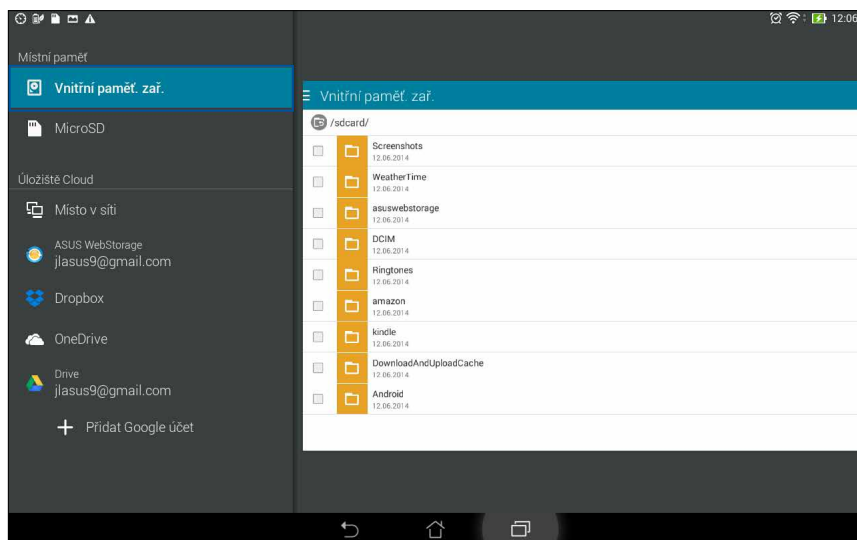 12:06
Místní paměť
Vnitřní paměť. zař.
MicroSD
Úložiště Cloud
Místo v síti
ASUS WebStorage
jlasus9@gmail.com
Dropbox
OneDrive
Drive
jlasus9@gmail.com
Přidat Google účet
Vnitřní paměť. zař.
/sdcard/
Screenshots
12.06.2014
WeatherTime
12.06.2014
asuswebstorage
12.06.2014
DCIM
12.06.2014
Ringtones
12.06.2014
amazon
12.06.2014
kindle
12.06.2014
DownloadAndUploadCache
12.06.2014
Android
12.06.2014